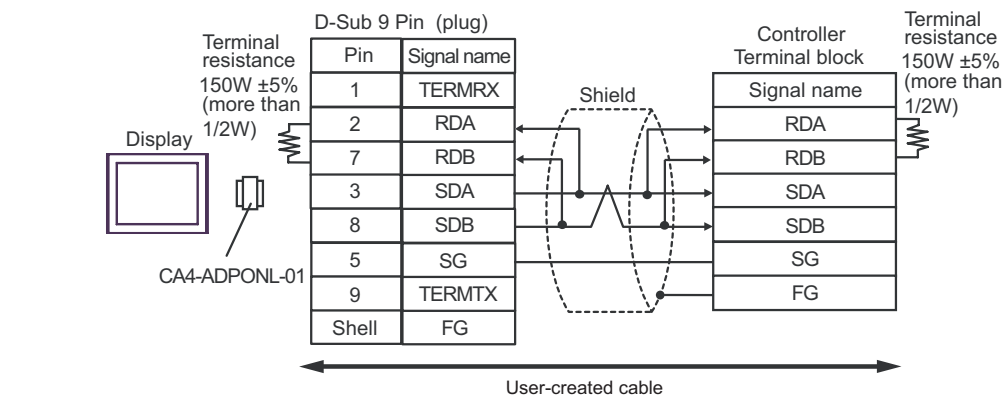 D-Sub 9 Pin (plug)
Terminal
resistance
150W ±5%
(more than
1/2W)
Display
CA4-ADPONL-01
Pin Signal name
1 TERMRX
2 RDA
7 RDB
3 SDA
8 SDB
5 SG
9 TERMTX
Shell FG
Shield
Controller
Terminal block
Signal name
RDA
RDB
SDA
SDB
SG
FG
Terminal
resistance
150W ±5%
(more than
1/2W)
User-created cable